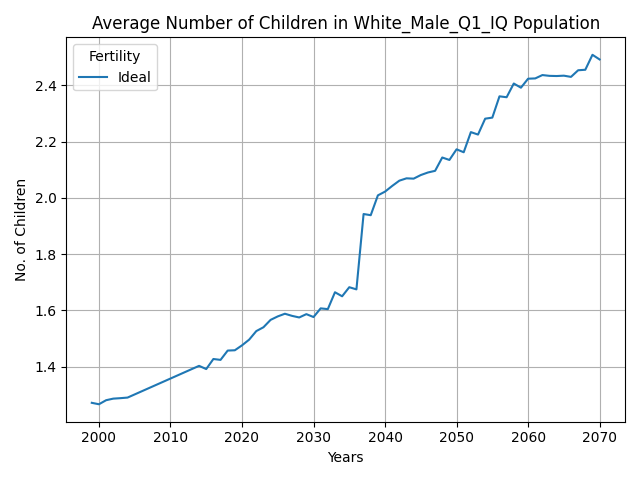 Average Number of Children in White_Male_Q1_IQ Population
Fertility
Ideal
No. of Children
2.4
2.2
2.0
1.8
1.6
1.4
2000 2010 2020 2030 2040 2050 2060 2070
Years